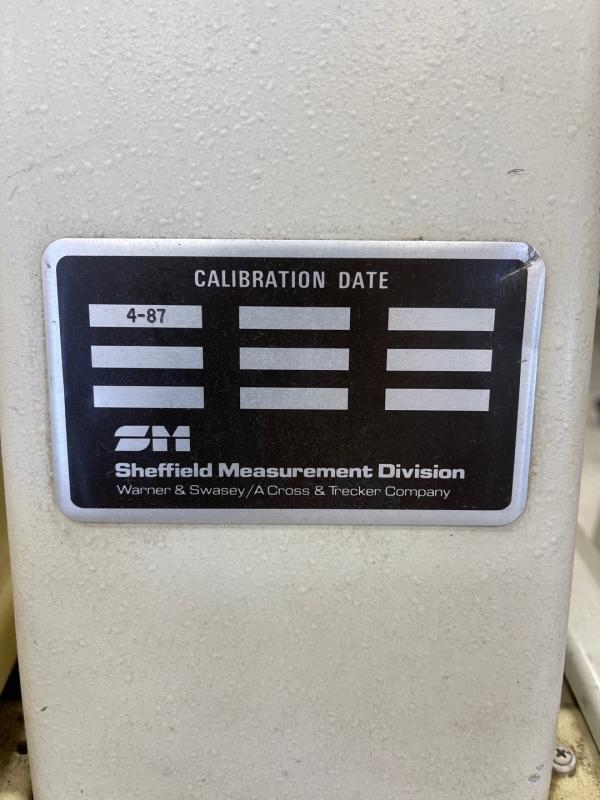 CALIBRATION DATE
4-87
SM
Sheffield Measurement Division
Warner & Swasey/A Cross & Trecker Company